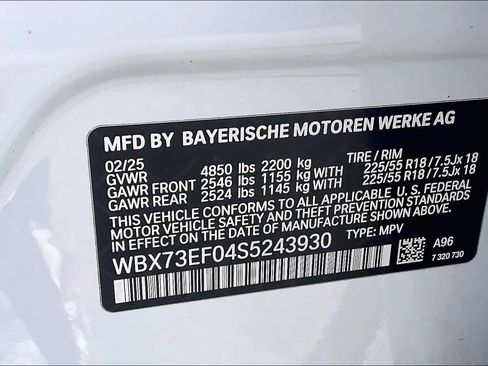 MFD BY BAYERISCHE MOTOREN WERKE AG
02/25 TIRE / RIM
GVWR 4850 lbs 2200 kg
GAWR FRONT 2546 lbs 1155 kg WITH 225/55 R18 / 7.5Jx 18
GAWR REAR 2524 lbs 1145 kg WITH 225/55 R18 / 7.5Jx 18
THIS VEHICLE CONFORMS TO ALL APPLICABLE U.S. FEDERAL
MOTOR VEHICLE SAFETY AND THEFT PREVENTION STANDARDS
IN EFFECT ON THE DATE OF MANUFACTURE SHOWN ABOVE.
WBX73EF04S5243930 TYPE: MPV
A96
7 320 730